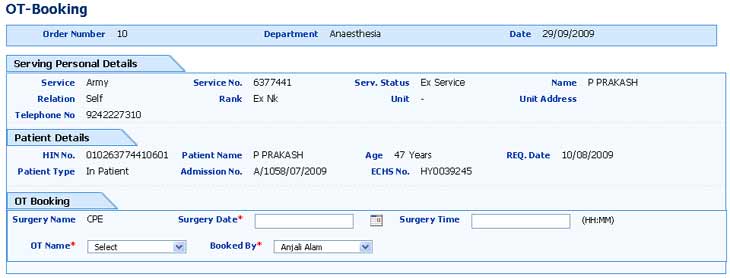 OT-Booking
Order Number 10 Department Anaesthesia Date 29/09/2009
Serving Personal Details
Service Army Service No. 6377441 Serv. Status Ex Service Name P PRAKASH
Relation Self Rank Ex Nk Unit - Unit Address
Telephone No 9242227310
Patient Details
HIN No. 010263774410601 Patient Name P PRAKASH Age 47 Years REQ. Date 10/08/2009
Patient Type In Patient Admission No. A/1058/07/2009 ECHS No. HY0039245
OT Booking
Surgery Name CPE Surgery Date* Surgery Time (HH:MM)
OT Name* Select Booked By* Anjali Alam